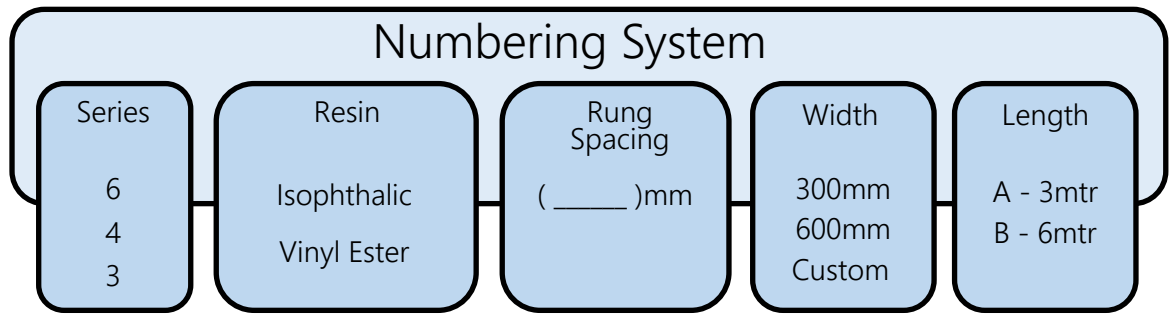 Numbering System
Series
6
4
3
Resin
Isophthalic
Vinyl Ester
Rung
Spacing
( _____ )mm
Width
300mm
600mm
Custom
Length
A - 3mtr
B - 6mtr